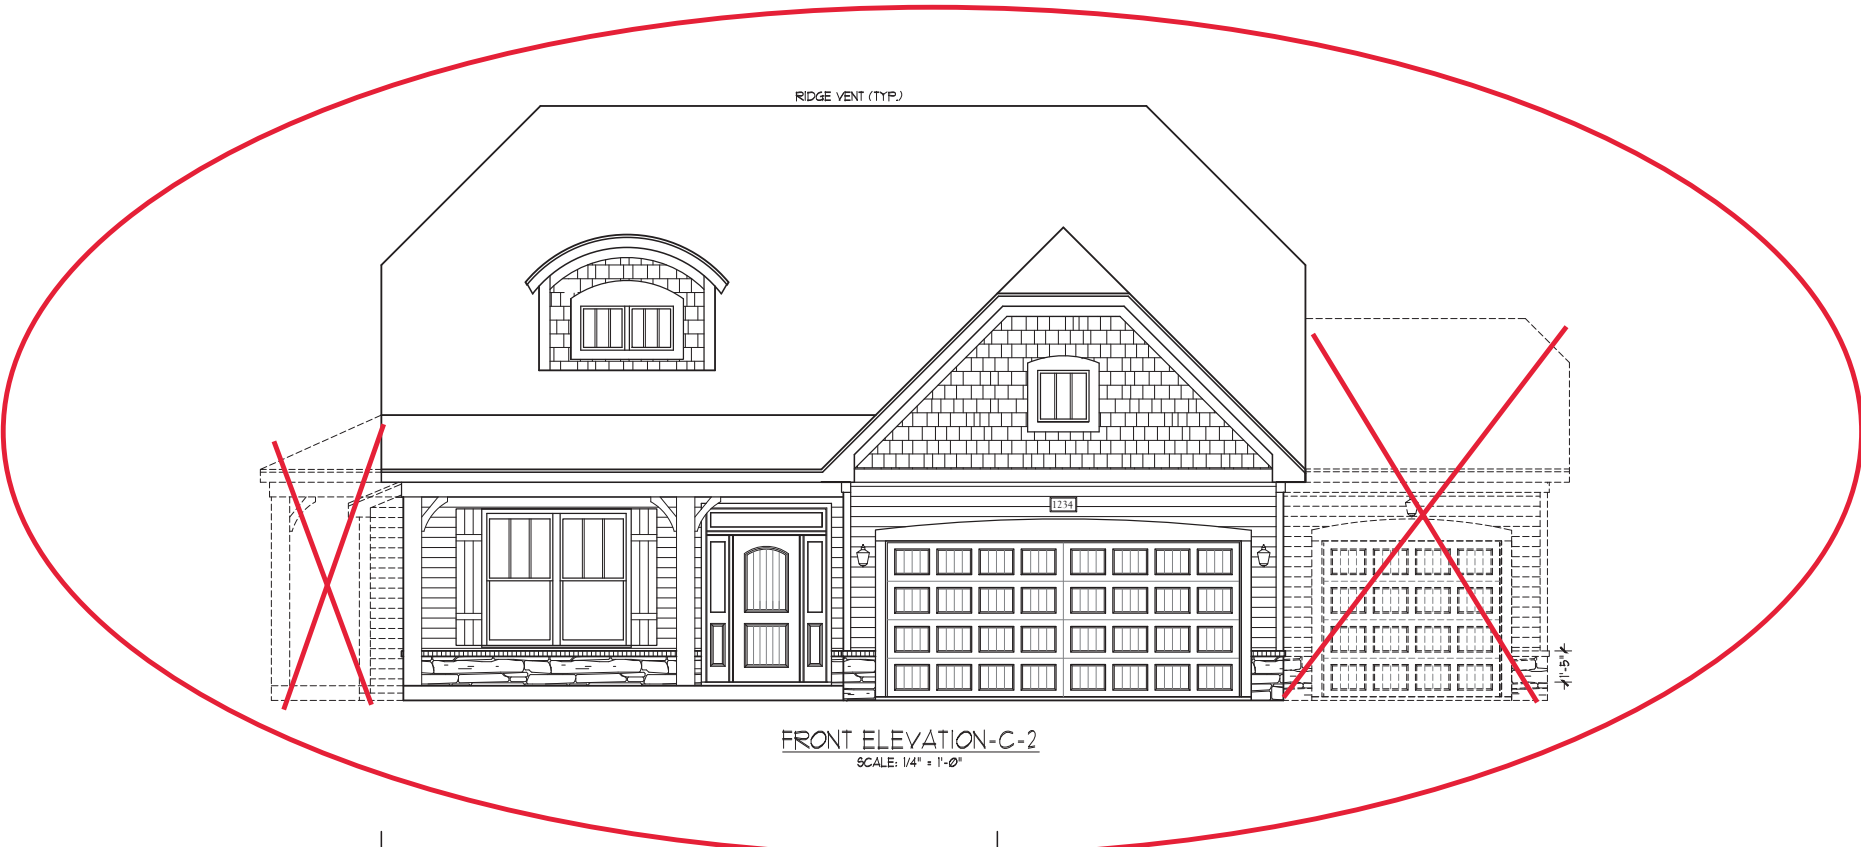 RIDGE VENT (TYP.)
1234
1'-5"
FRONT ELEVATION-C-2
SCALE: 1/4" = 1'-0"